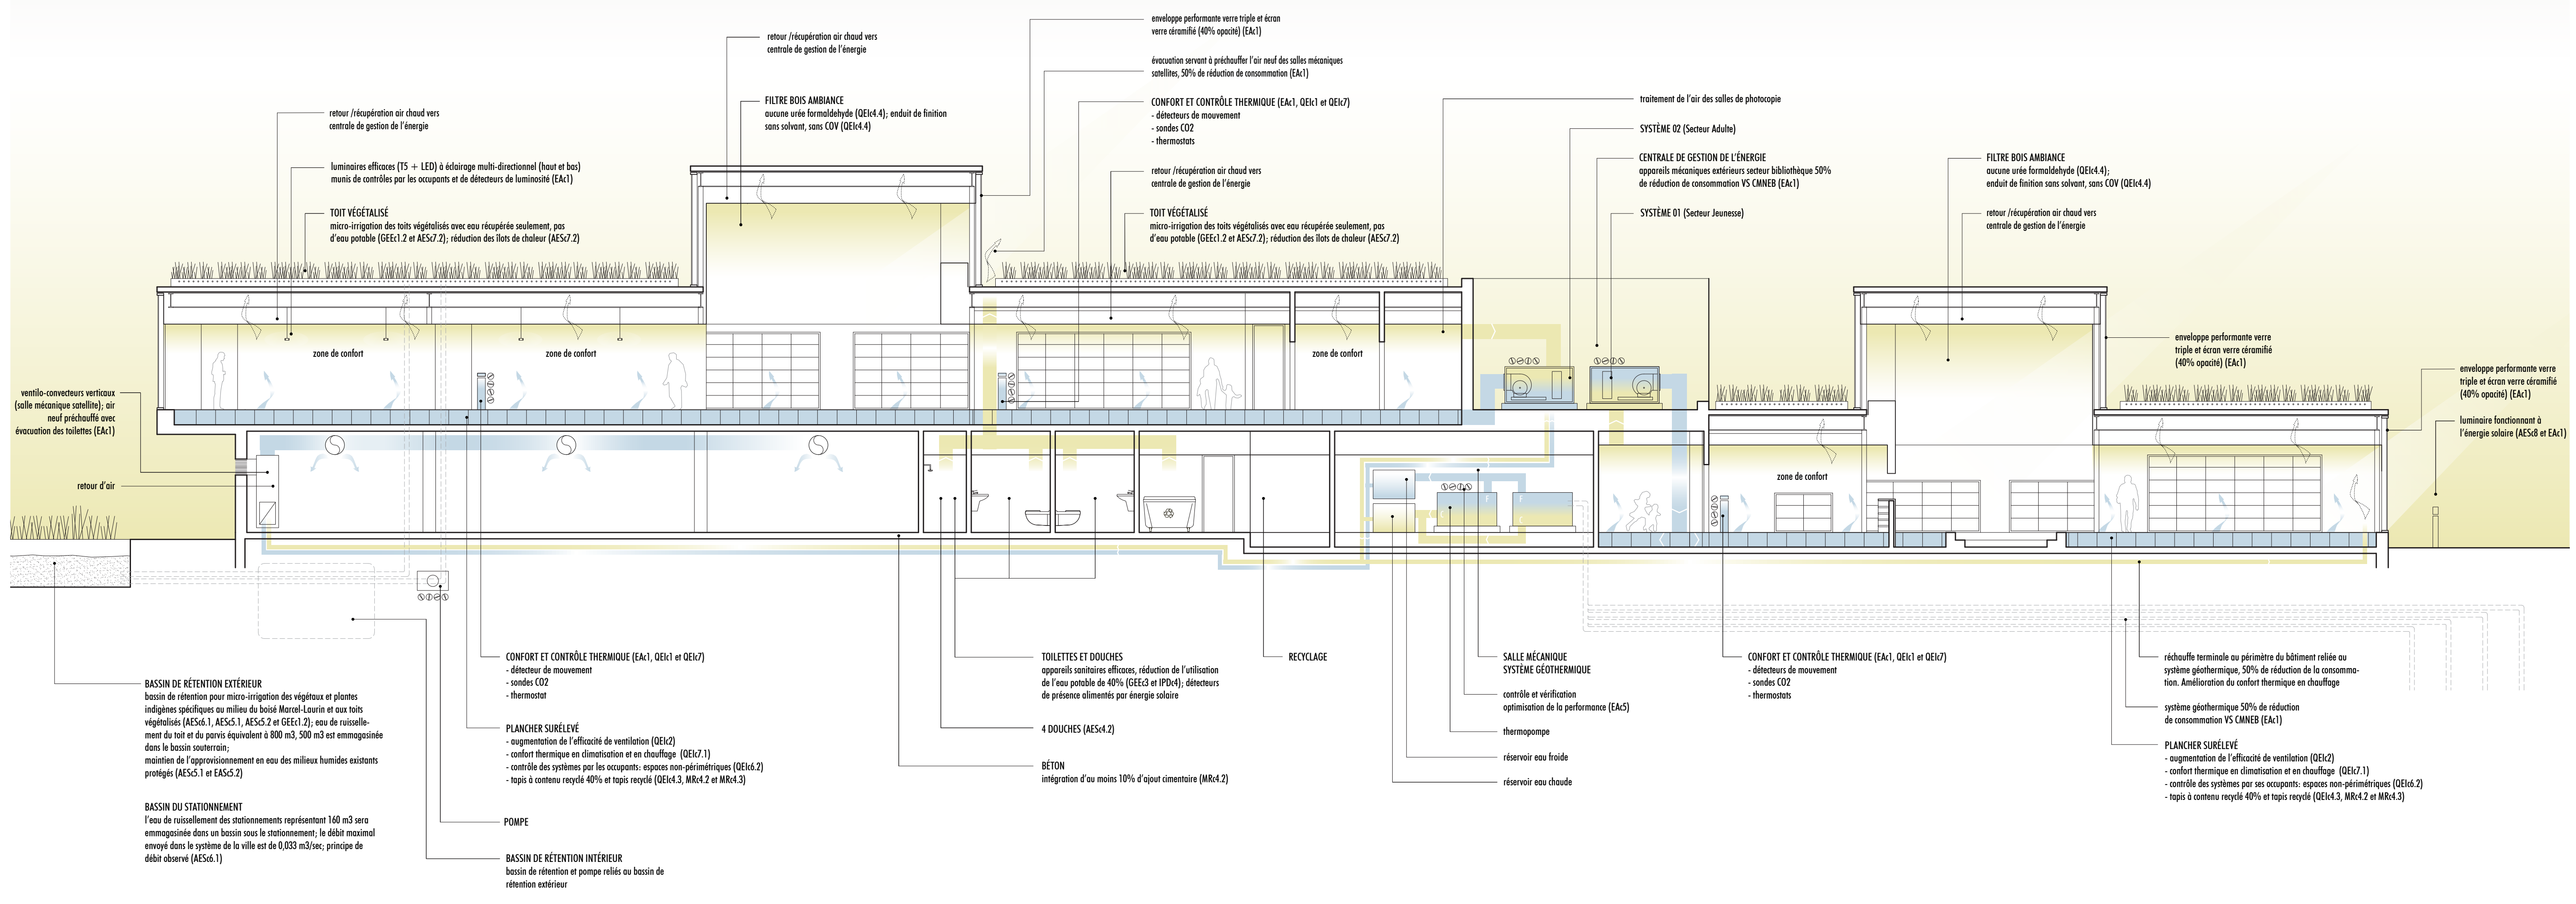 retour /récupération air chaud vers
centrale de gestion de l'énergie
luminaires efficaces (T5 + LED) à éclairage multi-directionnel (haut et bas)
munis de contrôles par les occupants et de détecteurs de luminosité (EAc1)
TOIT VÉGÉTALISÉ
micro-irrigation des toits végétalisés avec eau récupérée seulement, pas
d'eau potable (GEEc1.2 et AESc7.2); réduction des îlots de chaleur (AESc7.2)
retour /récupération air chaud vers
centrale de gestion de l'énergie
FILTRE BOIS AMBIANCE
aucune urée formaldehyde (QEIc4.4); enduit de finition
sans solvant, sans COV (QEIc4.4)
enveloppe performante verre triple et écran
verre céramifié (40% opacité) (EAc1)
évacuation servant à préchauffer l'air neuf des salles mécaniques
satellites, 50% de réduction de consommation (EAc1)
CONFORT ET CONTRÔLE THERMIQUE (EAc1, QEIc1 et QEIc7)
- détecteurs de mouvement
- sondes CO2
- thermostats
retour /récupération air chaud vers
centrale de gestion de l'énergie
TOIT VÉGÉTALISÉ
micro-irrigation des toits végétalisés avec eau récupérée seulement, pas
d'eau potable (GEEc1.2 et AESc7.2); réduction des îlots de chaleur (AESc7.2)
traitement de l'air des salles de photocopie
SYSTÈME 02 (Secteur Adulte)
CENTRALE DE GESTION DE L'ÉNERGIE
appareils mécaniques extérieurs secteur bibliothèque 50%
de réduction de consommation VS CMNEB (EAc1)
SYSTÈME 01 (Secteur Jeunesse)
FILTRE BOIS AMBIANCE
aucune urée formaldehyde (QEIc4.4);
enduit de finition sans solvant, sans COV (QEIc4.4)
retour /récupération air chaud vers
centrale de gestion de l'énergie
enveloppe performante verre
triple et écran verre céramifié
(40% opacité) (EAc1)
enveloppe performante verre
triple et écran verre céramifié
(40% opacité) (EAc1)
luminaire fonctionnant à
l'énergie solaire (AESc8 et EAc1)
zone de confort
zone de confort
zone de confort
zone de confort
ventilo-convecteurs verticaux
(salle mécanique satellite); air
neuf préchauffé avec
évacuation des toilettes (EAc1)
retour d'air
BASSIN DE RÉTENTION EXTÉRIEUR
bassin de rétention pour micro-irrigation des végétaux et plantes
indigènes spécifiques au milieu du boisé Marcel-Laurin et aux toits
végétalisés (AESc6.1, AESc5.1, AESc5.2 et GEEc1.2); eau de ruisselle-
ment du toit et du parvis équivalent à 800 m3, 500 m3 est emmagasinée
dans le bassin souterrain;
maintien de l'approvisionnement en eau des milieux humides existants
protégés (AESc5.1 et EASc5.2)
BASSIN DU STATIONNEMENT
l'eau de ruissellement des stationnements représentant 160 m3 sera
emmagasinée dans un bassin sous le stationnement; le débit maximal
envoyé dans le système de la ville est de 0,033 m3/sec; principe de
débit observé (AESc6.1)
CONFORT ET CONTRÔLE THERMIQUE (EAc1, QEIc1 et QEIc7)
- détecteur de mouvement
- sondes CO2
- thermostat
PLANCHER SURÉLEVÉ
- augmentation de l'efficacité de ventilation (QEIc2)
- confort thermique en climatisation et en chauffage (QEIc7.1)
- contrôle des systèmes par les occupants: espaces non-périmétriques (QEIc6.2)
- tapis à contenu recyclé 40% et tapis recyclé (QEIc4.3, MRc4.2 et MRc4.3)
POMPE
BASSIN DE RÉTENTION INTÉRIEUR
bassin de rétention et pompe reliés au bassin de
rétention extérieur
TOILETTES ET DOUCHES
appareils sanitaires efficaces, réduction de l'utilisation
de l'eau potable de 40% (GEEc3 et IPDc4); détecteurs
de présence alimentés par énergie solaire
4 DOUCHES (AESc4.2)
BÉTON
intégration d'au moins 10% d'ajout cimentaire (MRc4.2)
RECYCLAGE
SALLE MÉCANIQUE
SYSTÈME GÉOTHERMIQUE
contrôle et vérification
optimisation de la performance (EAc5)
thermopompe
réservoir eau froide
réservoir eau chaude
CONFORT ET CONTRÔLE THERMIQUE (EAc1, QEIc1 et QEIc7)
- détecteurs de mouvement
- sondes CO2
- thermostats
réchauffe terminale au périmètre du bâtiment reliée au
système géothermique, 50% de réduction de la consomma-
tion. Amélioration du confort thermique en chauffage
système géothermique 50% de réduction
de consommation VS CMNEB (EAc1)
PLANCHER SURÉLEVÉ
- augmentation de l'efficacité de ventilation (QEIc2)
- confort thermique en climatisation et en chauffage (QEIc7.1)
- contrôle des systèmes par ses occupants: espaces non-périmétriques (QEIc6.2)
- tapis à contenu recyclé 40% et tapis recyclé (QEIc4.3, MRc4.2 et MRc4.3)